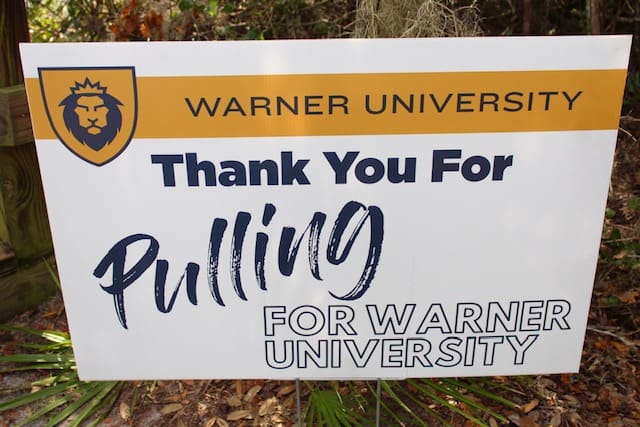 WARNER UNIVERSITY
Thank You For
Pulling
FOR WARNER
UNIVERSITY